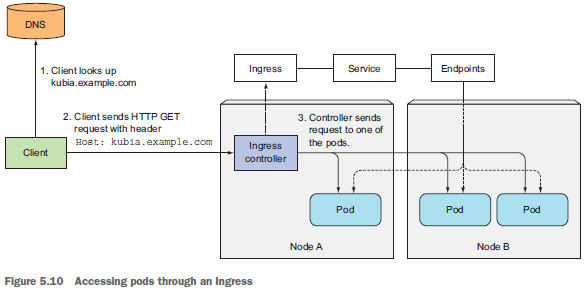 DNS
1. Client looks up
kubia.example.com
Ingress
Service
Endpoints
2. Client sends HTTP GET
request with header
Host: kubia.example.com
3. Controller sends
request to one of
the pods.
Client
Ingress
controller
Pod
Pod
Pod
Node A
Node B
Figure 5.10 Accessing pods through an Ingress